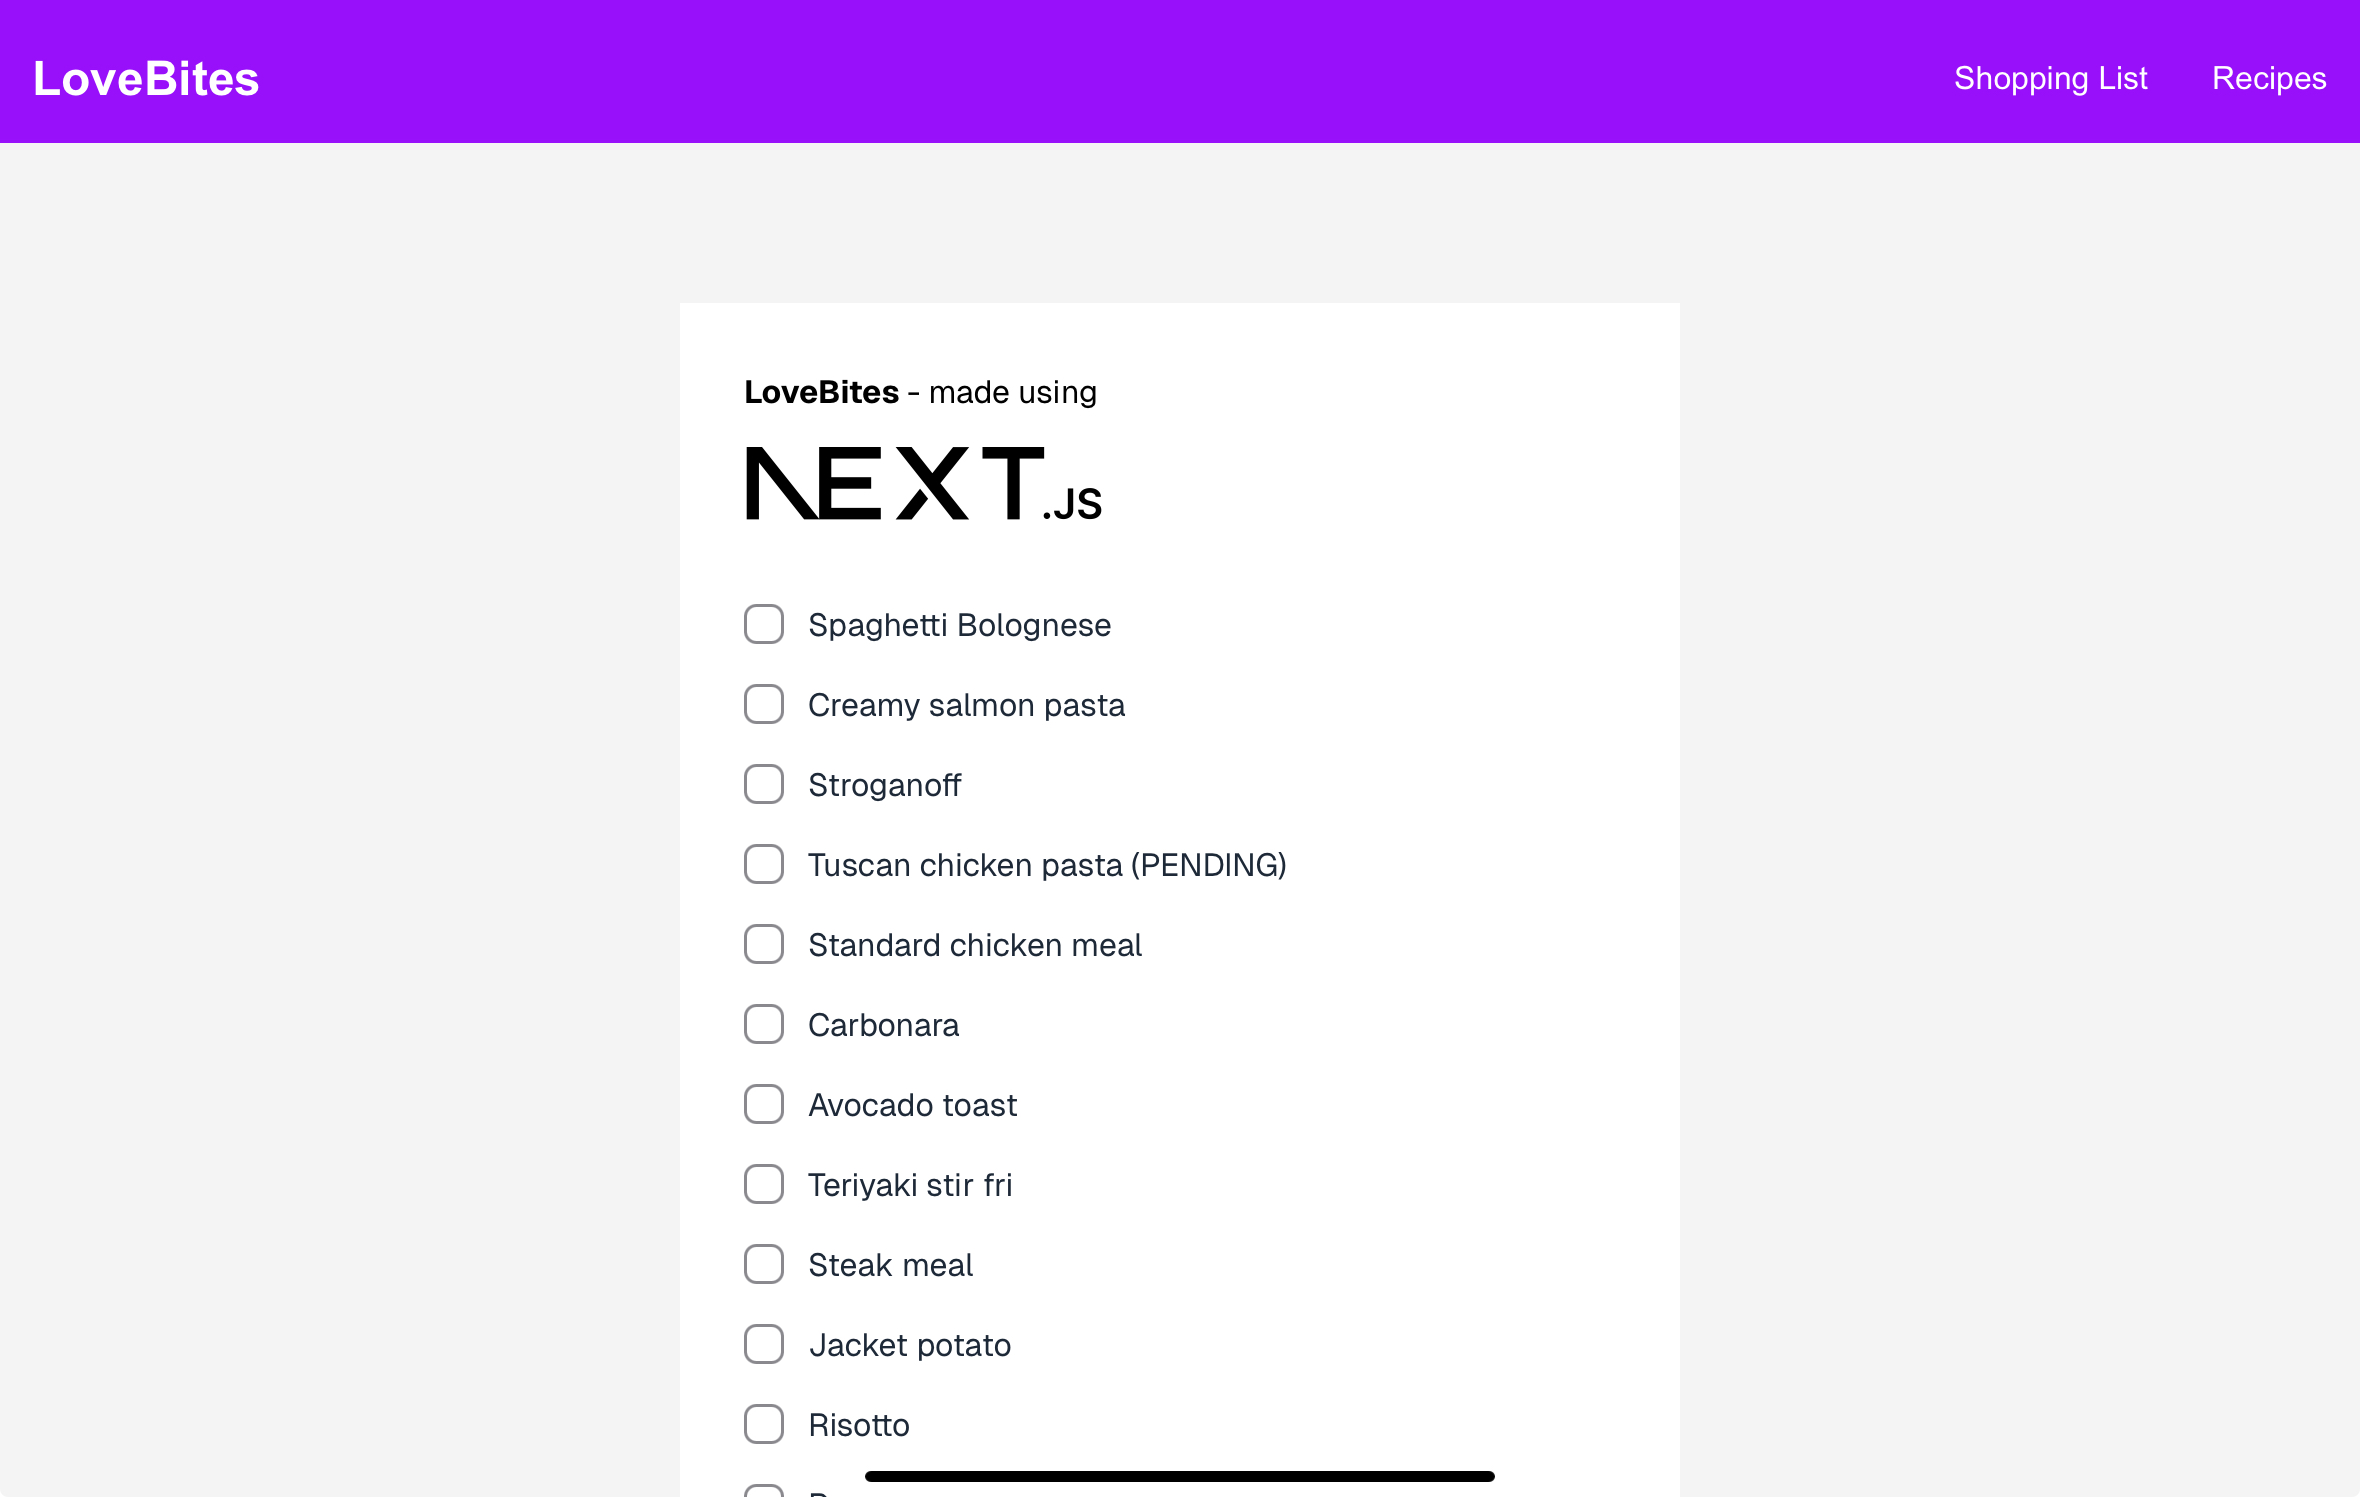 LoveBites
Shopping List
Recipes
LoveBites - made using
NEXT.JS
Spaghetti Bolognese
Creamy salmon pasta
Stroganoff
Tuscan chicken pasta (PENDING)
Standard chicken meal
Carbonara
Avocado toast
Teriyaki stir fri
Steak meal
Jacket potato
Risotto